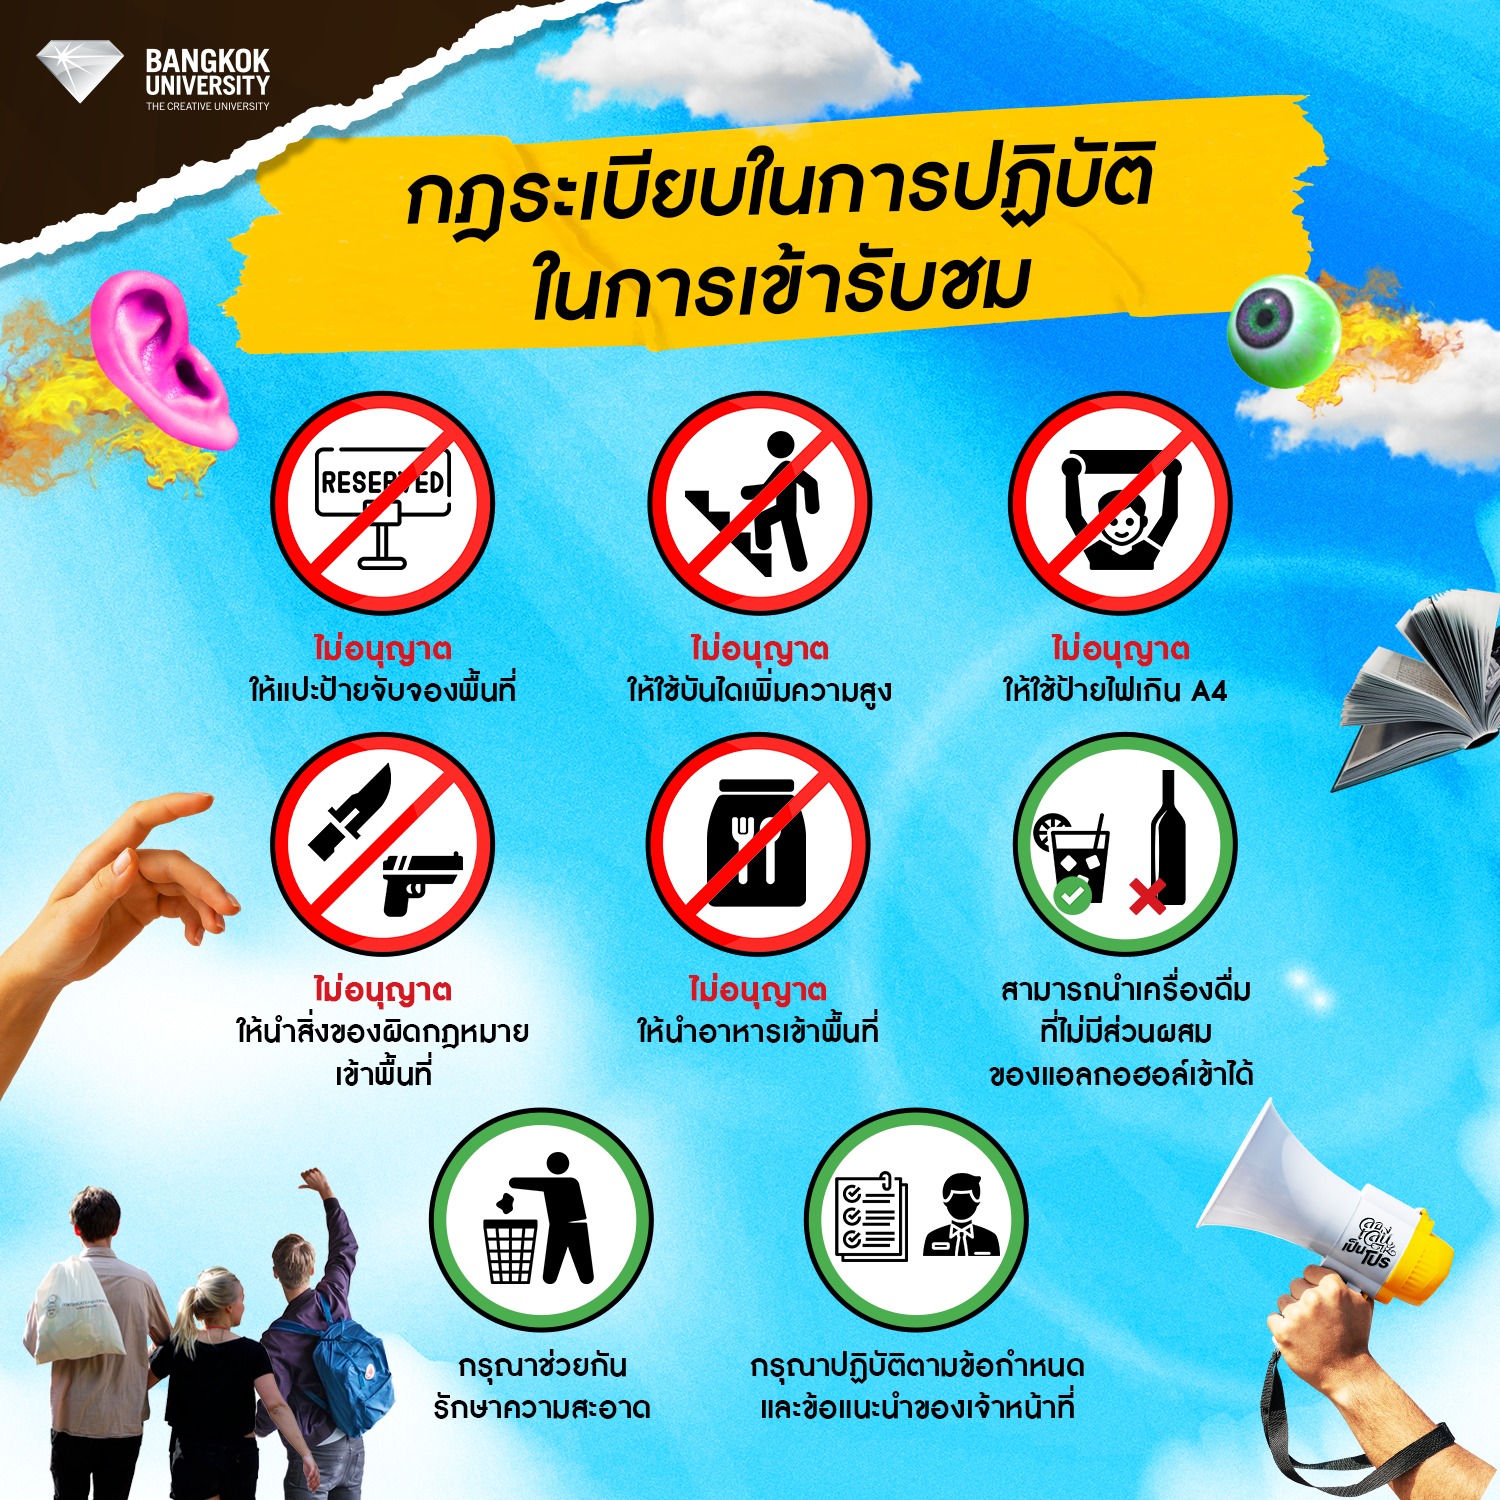 BANGKOK
UNIVERSITY
THE CREATIVE UNIVERSITY
กฎระเบียบในการปฏิบัติ
ในการเข้ารับชม
RESERVED
ไม่อนุญาต
ให้แปะป้ายจับจองพื้นที่
ไม่อนุญาต
ให้ใช้บันไดเพิ่มความสูง
ไม่อนุญาต
ให้ใช้ป้ายไฟเกิน A4
ไม่อนุญาต
ให้นำสิ่งของผิดกฎหมาย
เข้าพื้นที่
ไม่อนุญาต
ให้นำอาหารเข้าพื้นที่
สามารถนำเครื่องดื่ม
ที่ไม่มีส่วนผสม
ของแอลกอฮอล์เข้าได้
กรุณาช่วยกัน
รักษาความสะอาด
กรุณาปฏิบัติตามข้อกำหนด
และข้อแนะนำของเจ้าหน้าที่
เป็นโปร